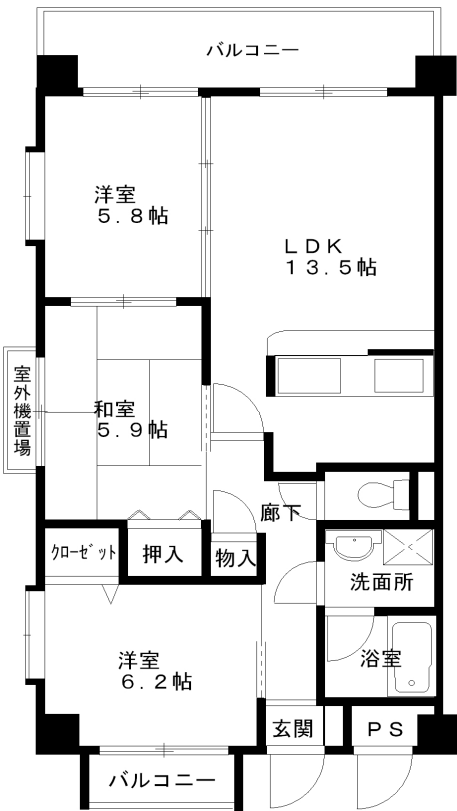 バルコニー
洋室
5.8帖
LDK
13.5帖
室外機置場
和室
5.9帖
廊下
クローゼット
押入
物入
洗面所
洋室
6.2帖
浴室
玄関
PS
バルコニー